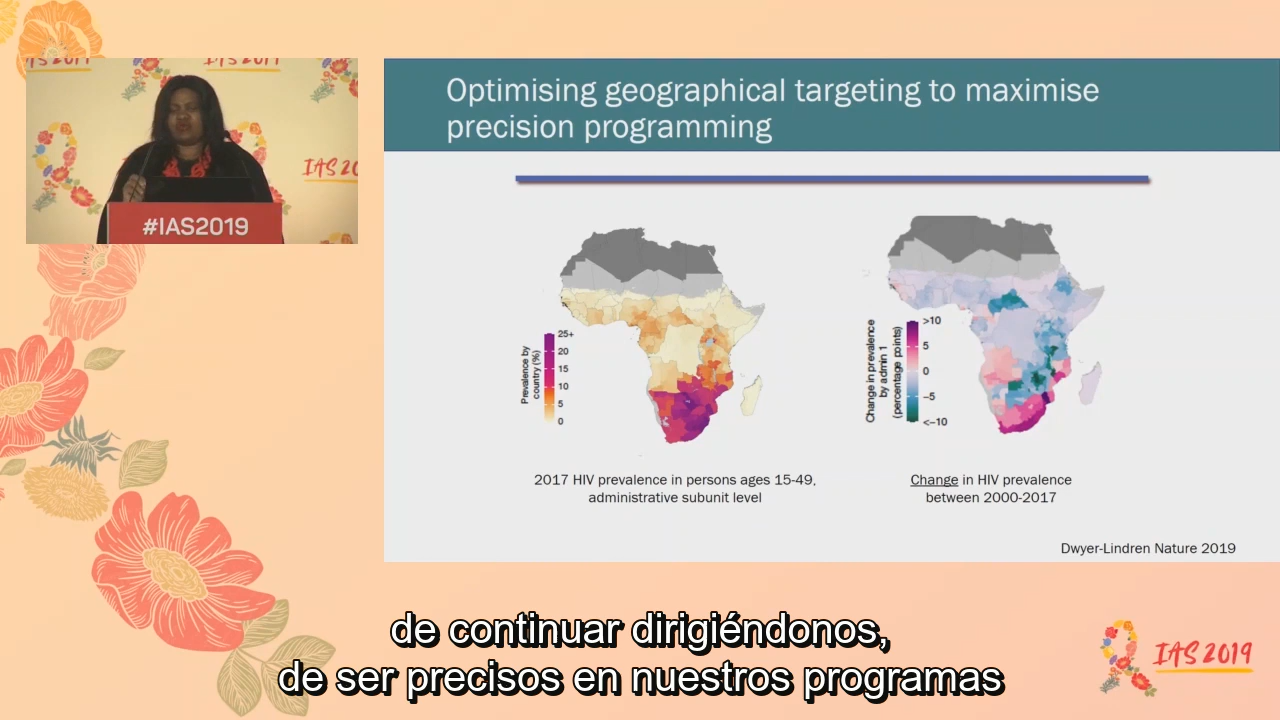 IAS 2019
IAS 2019
#IAS2019
Optimising geographical targeting to maximise
precision programming
Prevalence by
country (%)
25+
20
15
10
5
0
2017 HIV prevalence in persons ages 15-49,
administrative subunit level
Change in prevalence
by admin 1
(percentage points)
>10
5
0
−5
<−10
Change in HIV prevalence
between 2000-2017
Dwyer-Lindren Nature 2019
de continuar dirigiéndonos,
de ser precisos en nuestros programas
IAS 2019